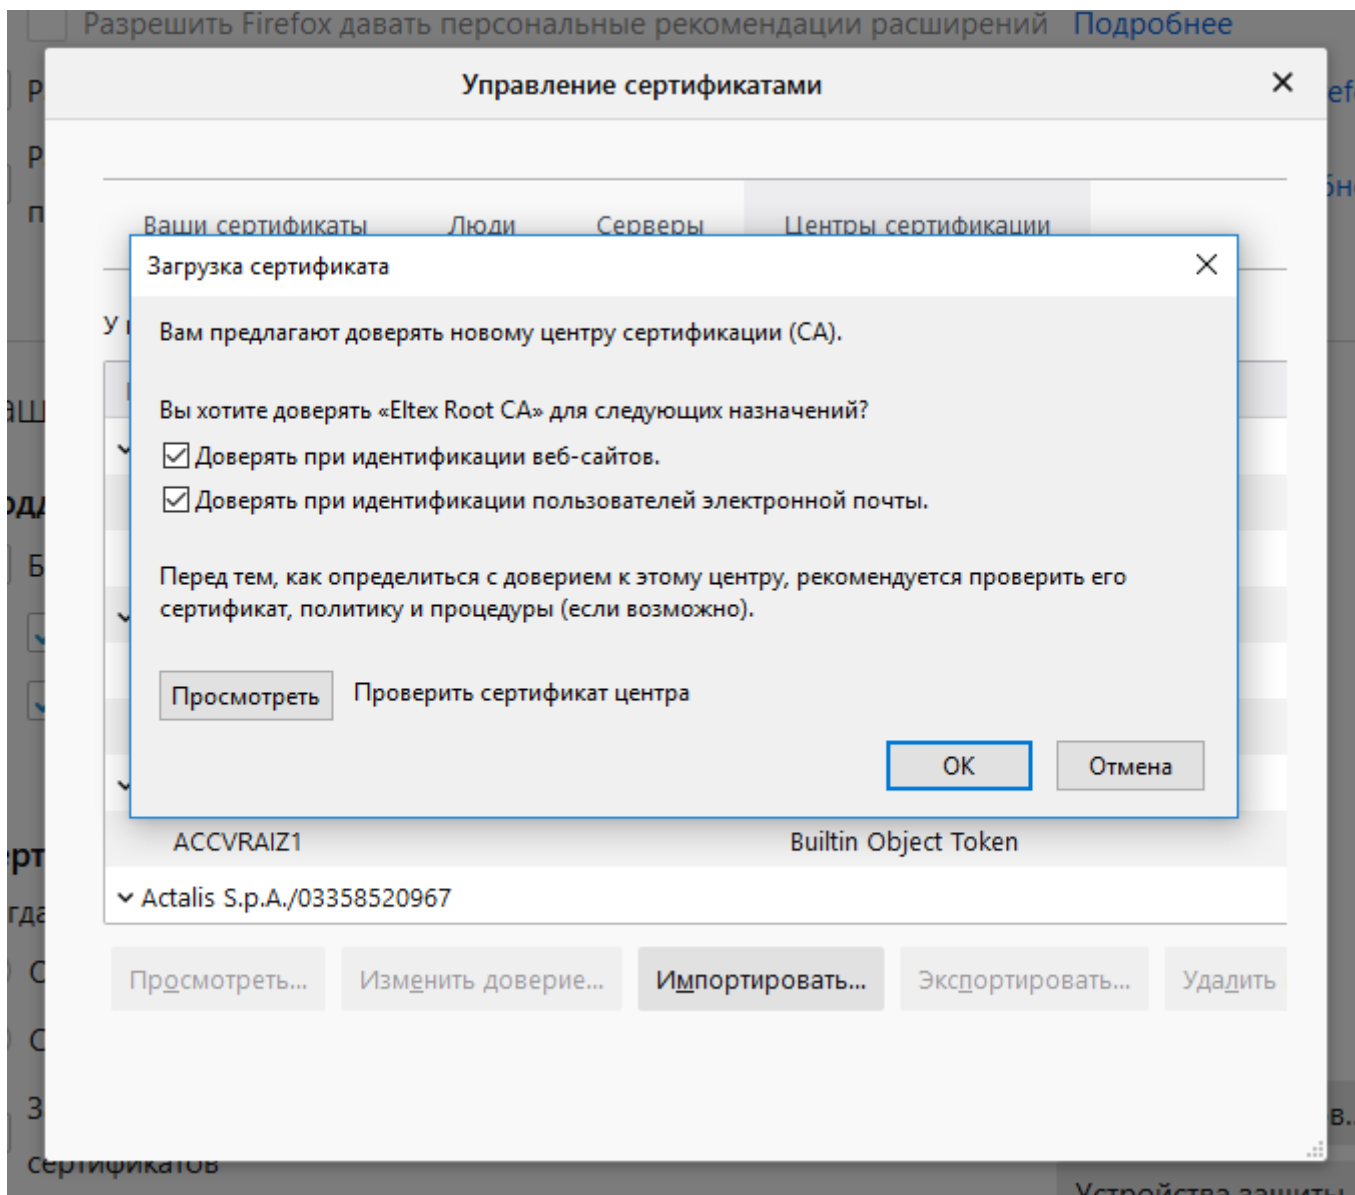 Разрешить Firefox давать персональные рекомендации расширений Подробнее
Управление сертификатами
Ваши сертификаты Люди Серверы Центры сертификации
Загрузка сертификата
У
Вам предлагают доверять новому центру сертификации (CA).
Вы хотите доверять «Eltex Root CA» для следующих назначений?
Доверять при идентификации веб-сайтов.
Доверять при идентификации пользователей электронной почты.
Перед тем, как определиться с доверием к этому центру, рекомендуется проверить его
сертификат, политику и процедуры (если возможно).
Просмотреть Проверить сертификат центра
ОК Отмена
ACCVRAIZ1 Builtin Object Token
Actalis S.p.A./03358520967
Просмотреть... Изменить доверие... Импортировать... Экспортировать... Удалить
сертификатов
Устройства защиты